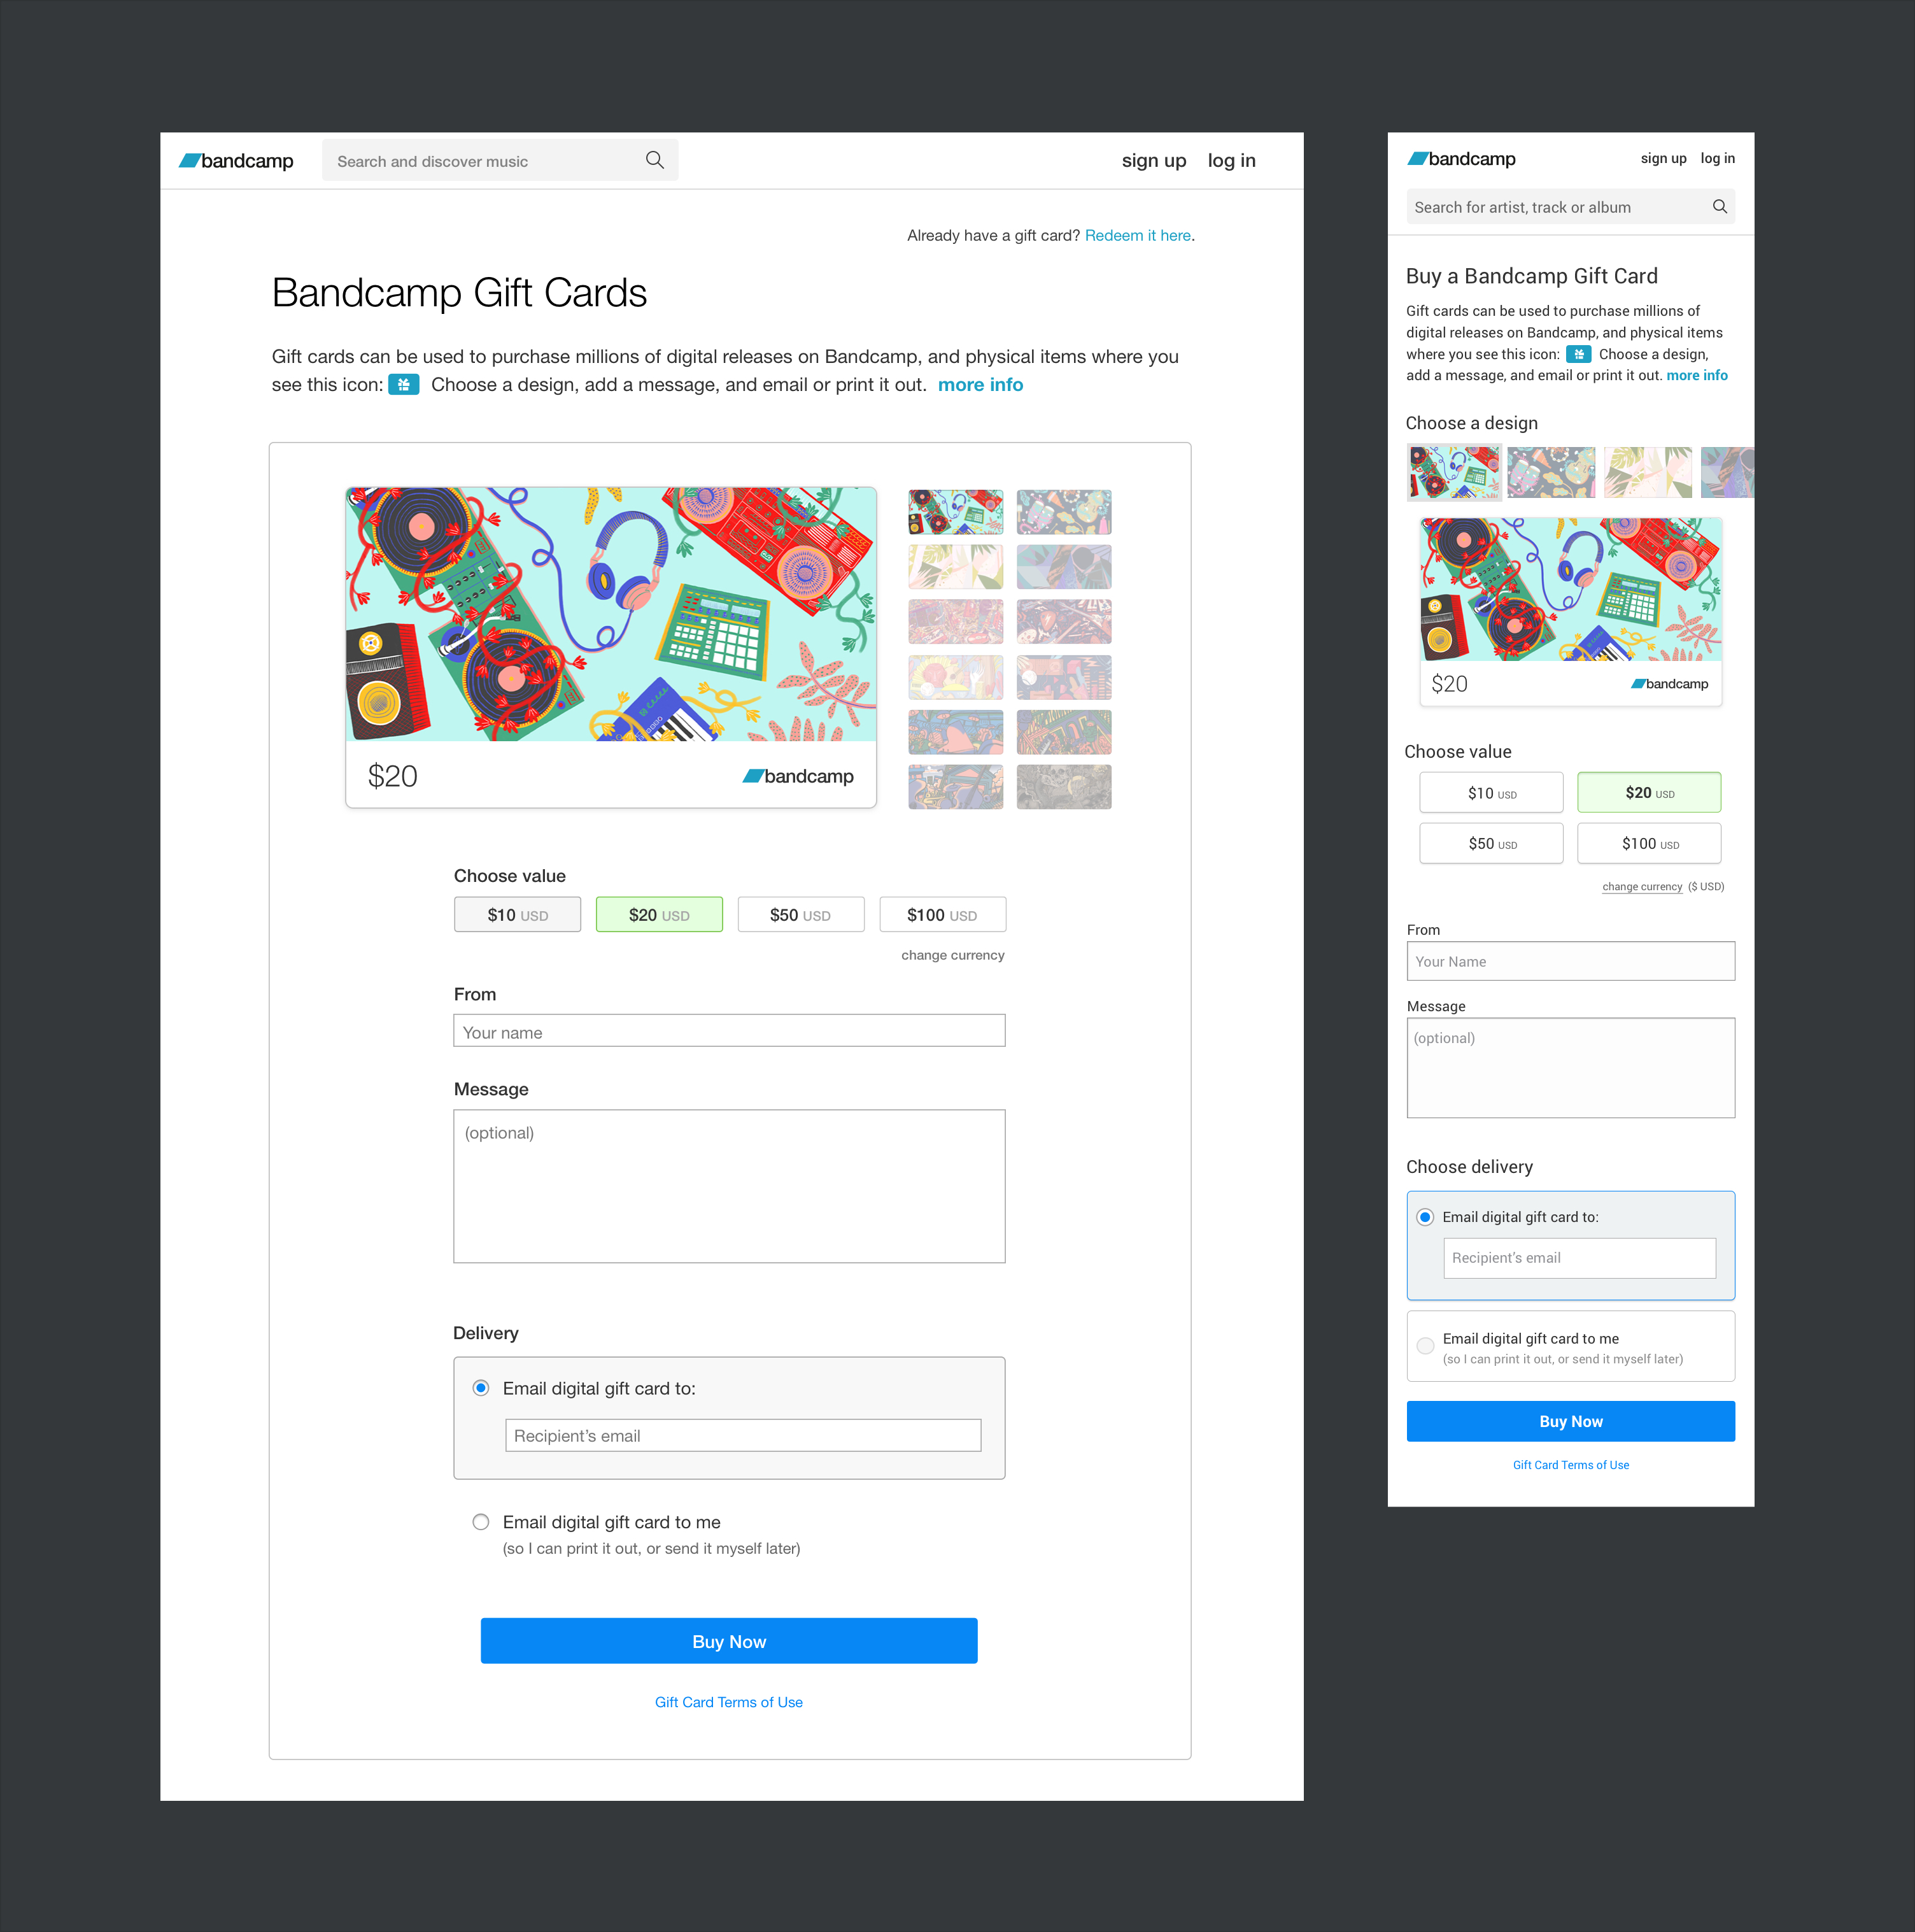 bandcamp
Search and discover music
sign up
log in
Already have a gift card? Redeem it here.
Bandcamp Gift Cards
Gift cards can be used to purchase millions of digital releases on Bandcamp, and physical items where you
see this icon: Choose a design, add a message, and email or print it out. more info
$20
bandcamp
Choose value
$10 USD
$20 USD
$50 USD
$100 USD
change currency
From
Your name
Message
(optional)
Delivery
Email digital gift card to:
Recipient’s email
Email digital gift card to me
(so I can print it out, or send it myself later)
Buy Now
Gift Card Terms of Use
bandcamp
sign up
log in
Search for artist, track or album
Buy a Bandcamp Gift Card
Gift cards can be used to purchase millions of
digital releases on Bandcamp, and physical items
where you see this icon: Choose a design,
add a message, and email or print it out. more info
Choose a design
$20
bandcamp
Choose value
$10 USD
$20 USD
$50 USD
$100 USD
change currency ($ USD)
From
Your Name
Message
(optional)
Choose delivery
Email digital gift card to:
Recipient’s email
Email digital gift card to me
(so I can print it out, or send it myself later)
Buy Now
Gift Card Terms of Use